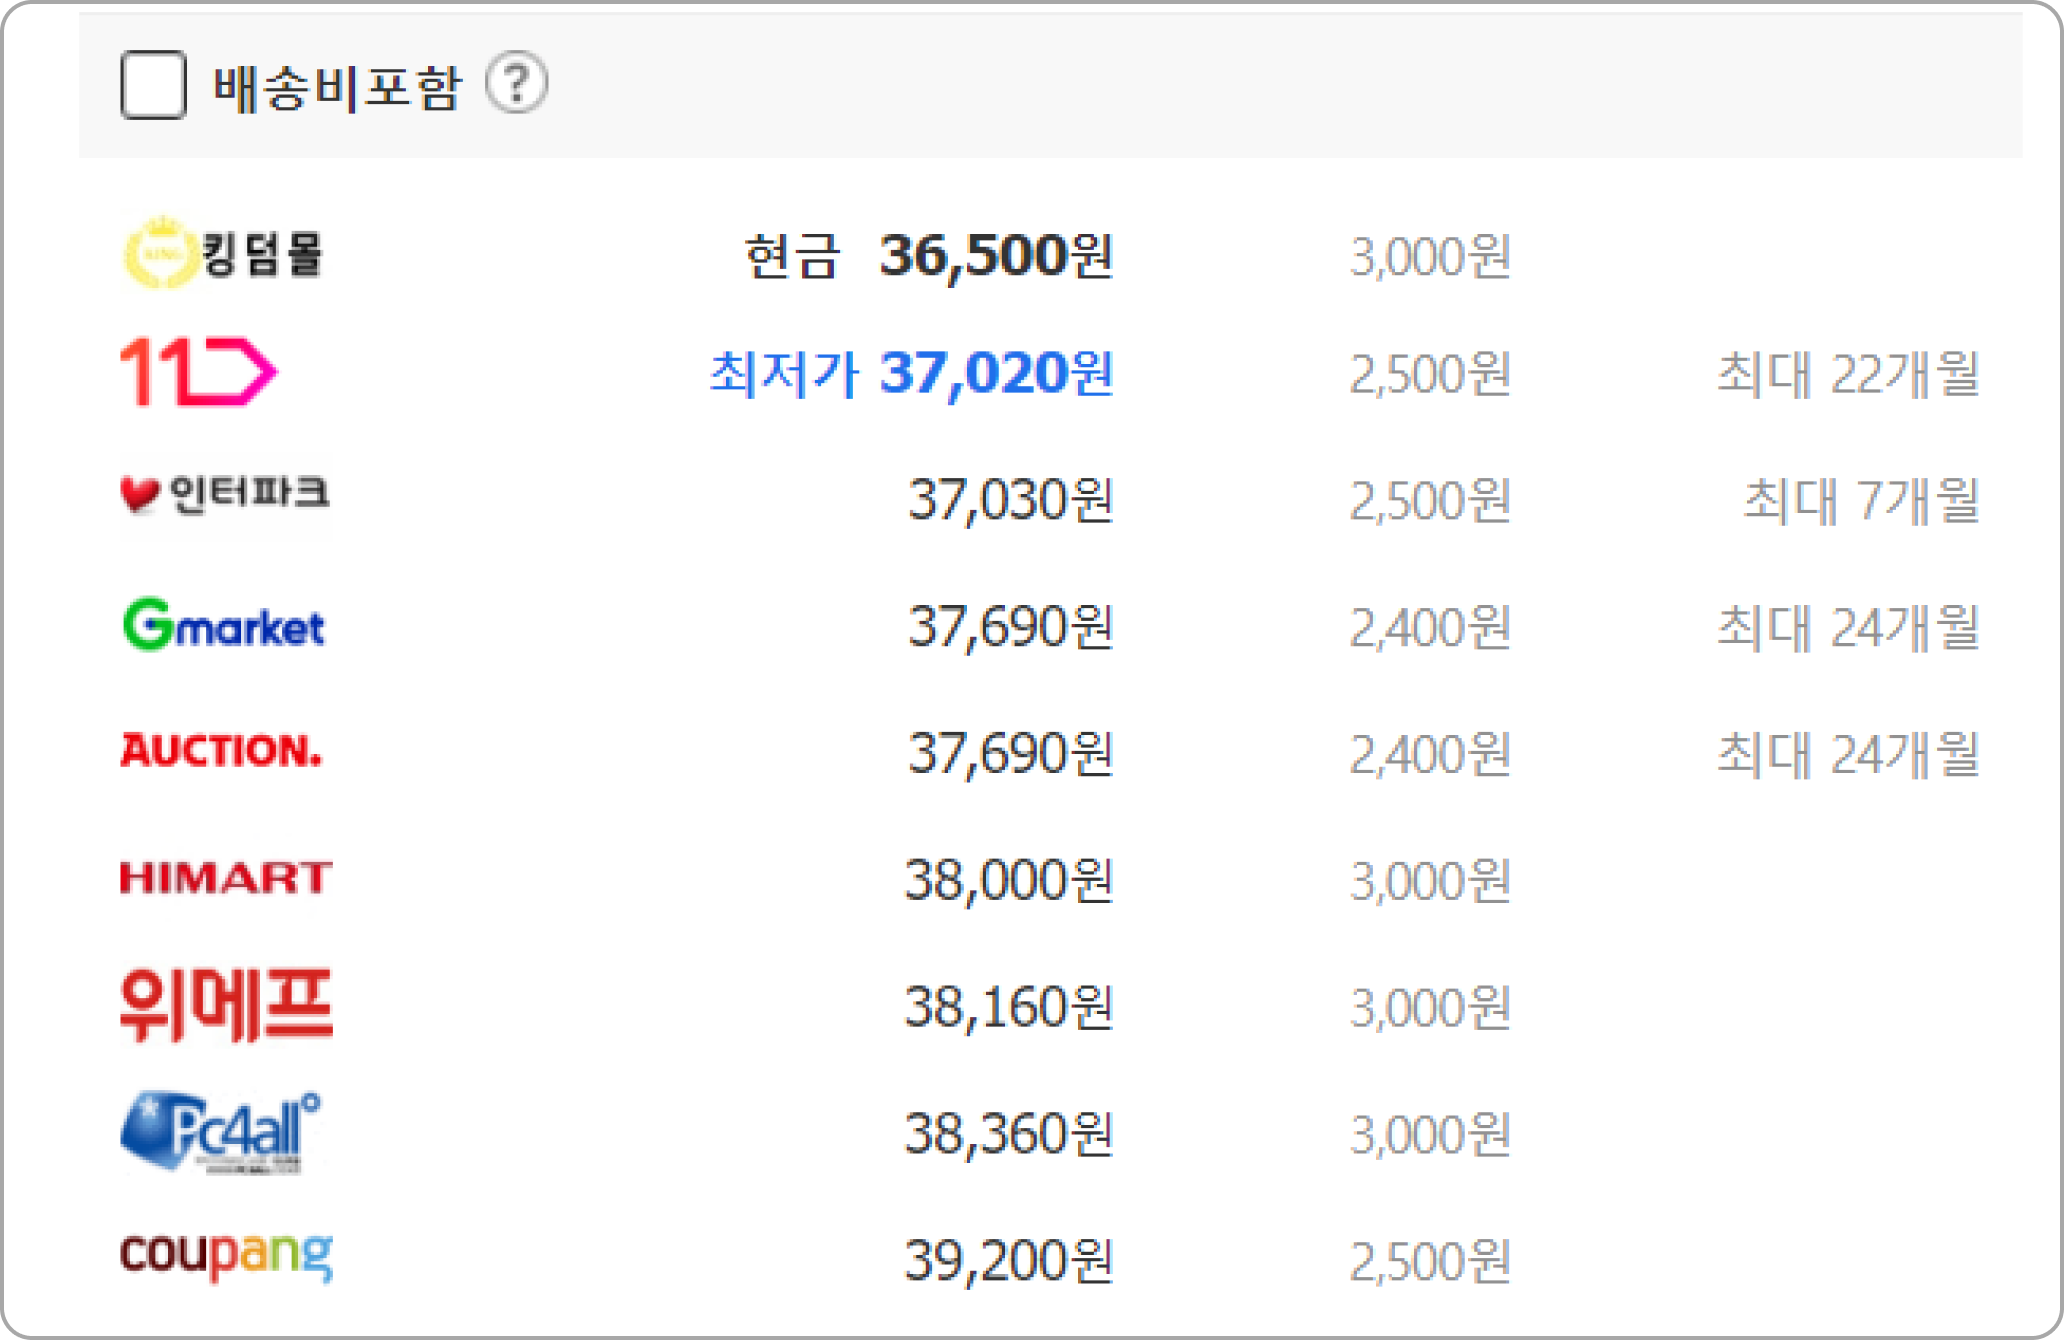 배송비포함 ?
킹덤몰 현금 36,500원 3,000원
11 최저가 37,020원 2,500원 최대 22개월
인터파크 37,030원 2,500원 최대 7개월
Gmarket 37,690원 2,400원 최대 24개월
AUCTION. 37,690원 2,400원 최대 24개월
HIMART 38,000원 3,000원
위메프 38,160원 3,000원
Pc4all 38,360원 3,000원
coupang 39,200원 2,500원